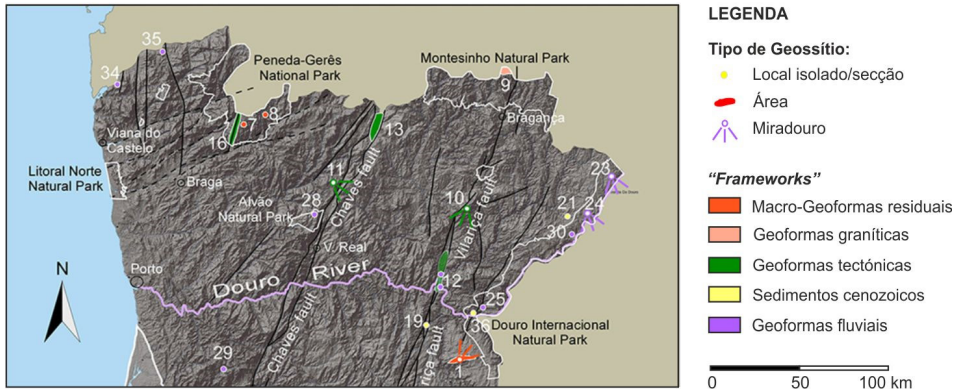 35
34
Peneda-Gerês
National Park
Montesinho Natural Park
9
8
7
16
13
Bragança
Viana do
Castelo
Litoral Norte
Natural Park
Braga
11
Alvão
Natural Park
28
Chaves fault
10
Vilariça fault
23
21
24
30
V. Real
Porto
Douro River
12
25
36
Douro Internacional
Natural Park
19
29
Chaves fault
riça fault
1
N
LEGENDA
Tipo de Geossítio:
Local isolado/secção
Área
Miradouro
“Frameworks”
Macro-Geoformas residuais
Geoformas graníticas
Geoformas tectónicas
Sedimentos cenozoicos
Geoformas fluviais
0 50 100 km